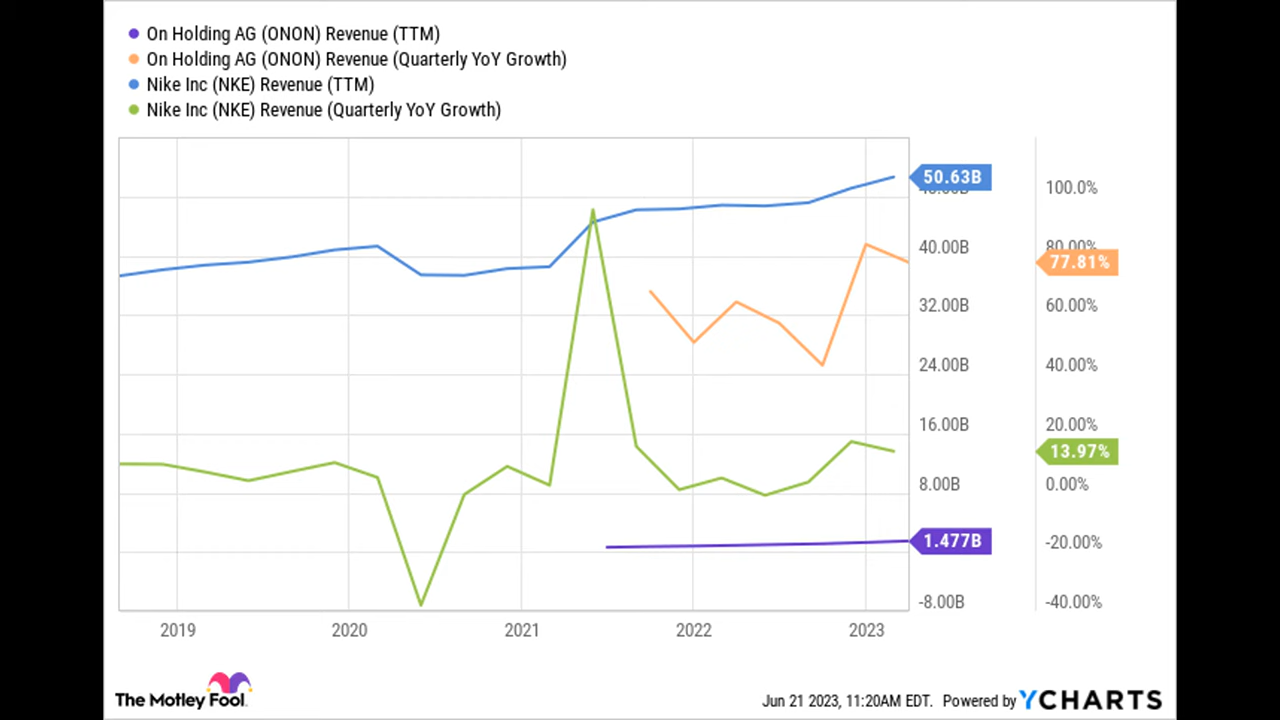 On Holding AG (ONON) Revenue (TTM)
On Holding AG (ONON) Revenue (Quarterly YoY Growth)
Nike Inc (NKE) Revenue (TTM)
Nike Inc (NKE) Revenue (Quarterly YoY Growth)
50.63B
100.0%
40.00B
80.00%
77.81%
32.00B
60.00%
24.00B
40.00%
16.00B
20.00%
13.97%
8.00B
0.00%
1.477B
-20.00%
-8.00B
-40.00%
2019
2020
2021
2022
2023
The Motley Fool.
Jun 21 2023, 11:20AM EDT. Powered by YCHARTS